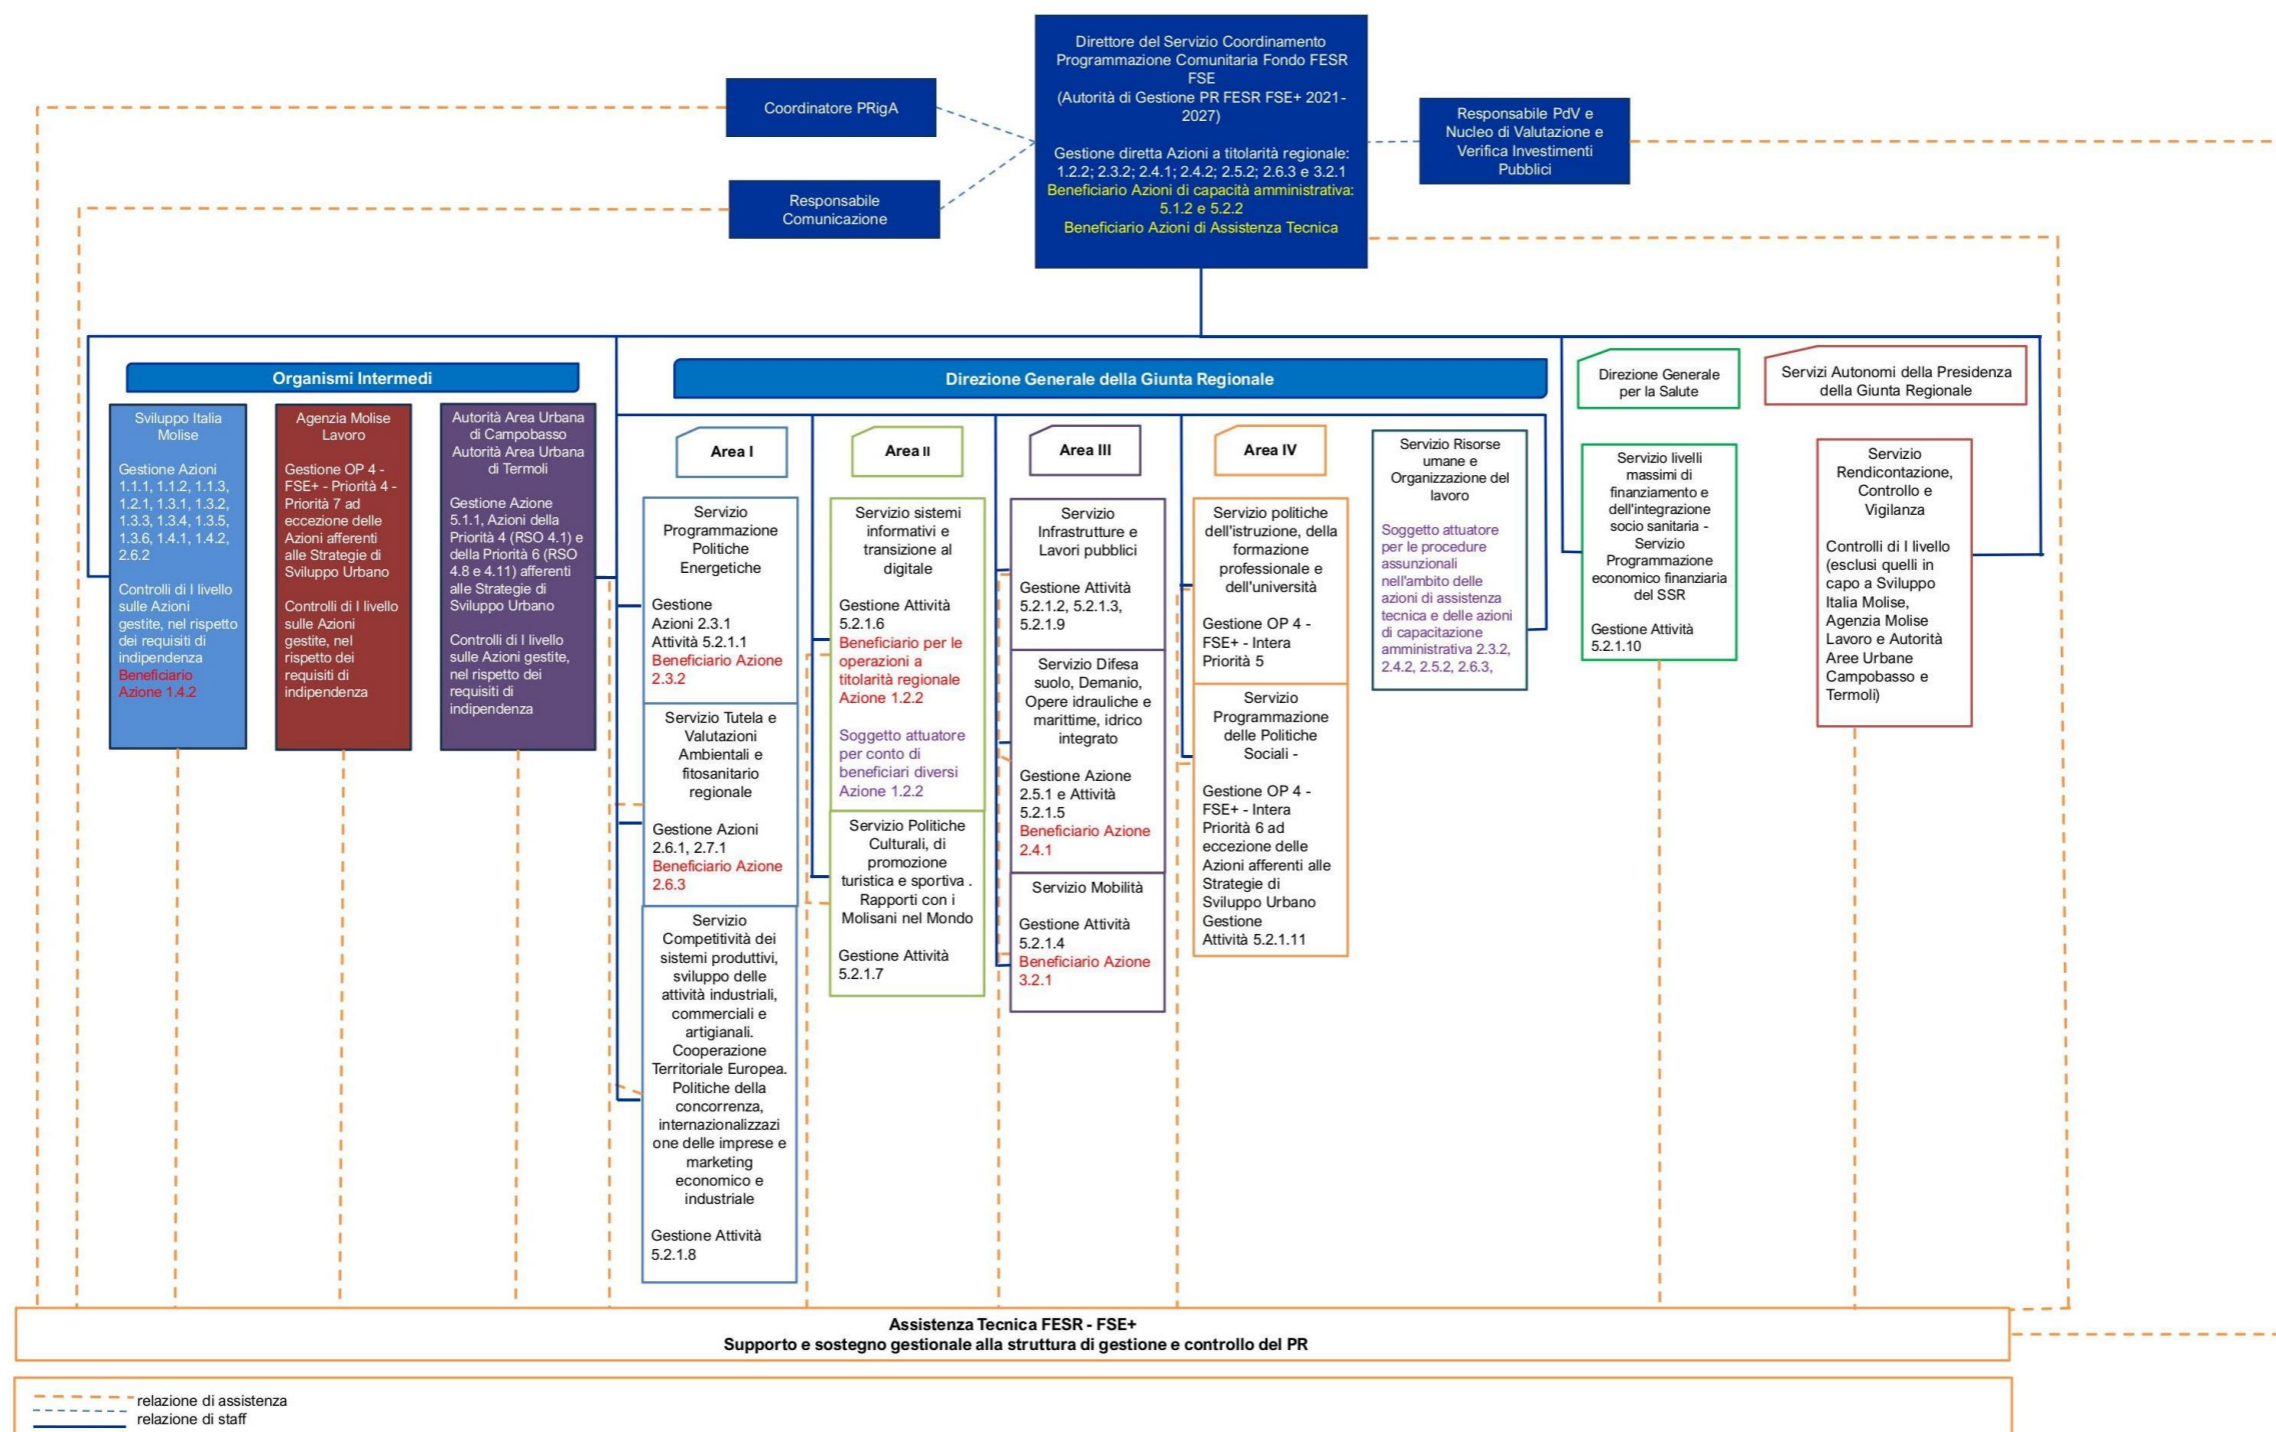 Direttore del Servizio Coordinamento
Programmazione Comunitaria Fondo FESR
FSE
(Autorità di Gestione PR FESR FSE+ 2021-
2027)
Gestione diretta Azioni a titolarità regionale:
1.2.2; 2.3.2; 2.4.1; 2.4.2; 2.5.2; 2.6.3 e 3.2.1
Beneficiario Azioni di capacità amministrativa:
5.1.2 e 5.2.2
Beneficiario Azioni di Assistenza Tecnica
Coordinatore PRigA
Responsabile
Comunicazione
Responsabile PdV e
Nucleo di Valutazione e
Verifica Investimenti
Pubblici
Organismi Intermedi
Sviluppo Italia
Molise
Gestione Azioni
1.1.1, 1.1.2, 1.1.3,
1.2.1, 1.3.1, 1.3.2,
1.3.3, 1.3.4, 1.3.5,
1.3.6, 1.4.1, 1.4.2,
2.6.2
Controlli di I livello
sulle Azioni
gestite, nel rispetto
dei requisiti di
indipendenza
Beneficiario
Azione 1.4.2
Agenzia Molise
Lavoro
Gestione OP 4 -
FSE+ - Priorità 4 -
Priorità 7 ad
eccezione delle
Azioni afferenti
alle Strategie di
Sviluppo Urbano
Controlli di I livello
sulle Azioni
gestite, nel
rispetto dei
requisiti di
indipendenza
Autorità Area Urbana
di Campobasso
Autorità Area Urbana
di Termoli
Gestione Azione
5.1.1, Azioni della
Priorità 4 (RSO 4.1) e
della Priorità 6 (RSO
4.8 e 4.11) afferenti
alle Strategie di
Sviluppo Urbano
Controlli di I livello
sulle Azioni gestite,
nel rispetto dei
requisiti di
indipendenza
Direzione Generale della Giunta Regionale
Area I
Servizio
Programmazione
Politiche
Energetiche
Gestione
Azioni 2.3.1
Attività 5.2.1.1
Beneficiario Azione
2.3.2
Servizio Tutela e
Valutazioni
Ambientali e
fitosanitario
regionale
Gestione Azioni
2.6.1, 2.7.1
Beneficiario Azione
2.6.3
Servizio
Competitività dei
sistemi produttivi,
sviluppo delle
attività industriali,
commerciali e
artigianali.
Cooperazione
Territoriale Europea.
Politiche della
concorrenza,
internazionalizzazi
one delle imprese e
marketing
economico e
industriale
Gestione Attività
5.2.1.8
Area II
Servizio sistemi
informativi e
transizione al
digitale
Gestione Attività
5.2.1.6
Beneficiario per le
operazioni a
titolarità regionale
Azione 1.2.2
Soggetto attuatore
per conto di
beneficiari diversi
Azione 1.2.2
Servizio Politiche
Culturali, di
promozione
turistica e sportiva .
Rapporti con i
Molisani nel Mondo
Gestione Attività
5.2.1.7
Area III
Servizio
Infrastrutture e
Lavori pubblici
Gestione Attività
5.2.1.2, 5.2.1.3,
5.2.1.9
Servizio Difesa
suolo, Demanio,
Opere idrauliche e
marittime, idrico
integrato
Gestione Azione
2.5.1 e Attività
5.2.1.5
Beneficiario Azione
2.4.1
Servizio Mobilità
Gestione Attività
5.2.1.4
Beneficiario Azione
3.2.1
Area IV
Servizio politiche
dell'istruzione, della
formazione
professionale e
dell'università
Gestione OP 4 -
FSE+ - Intera
Priorità 5
Servizio
Programmazione
delle Politiche
Sociali -
Gestione OP 4 -
FSE+ - Intera
Priorità 6 ad
eccezione delle
Azioni afferenti alle
Strategie di
Sviluppo Urbano
Gestione
Attività 5.2.1.11
Servizio Risorse
umane e
Organizzazione del
lavoro
Soggetto attuatore
per le procedure
assunzionali
nell'ambito delle
azioni di assistenza
tecnica e delle azioni
di capacitazione
amministrativa 2.3.2,
2.4.2, 2.5.2, 2.6.3,
Direzione Generale
per la Salute
Servizio livelli
massimi di
finanziamento e
dell'integrazione
socio sanitaria -
Servizio
Programmazione
economico finanziaria
del SSR
Gestione Attività
5.2.1.10
Servizi Autonomi della Presidenza
della Giunta Regionale
Servizio
Rendicontazione,
Controllo e
Vigilanza
Controlli di I livello
(esclusi quelli in
capo a Sviluppo
Italia Molise,
Agenzia Molise
Lavoro e Autorità
Aree Urbane
Campobasso e
Termoli)
Assistenza Tecnica FESR - FSE+
Supporto e sostegno gestionale alla struttura di gestione e controllo del PR
relazione di assistenza
relazione di staff